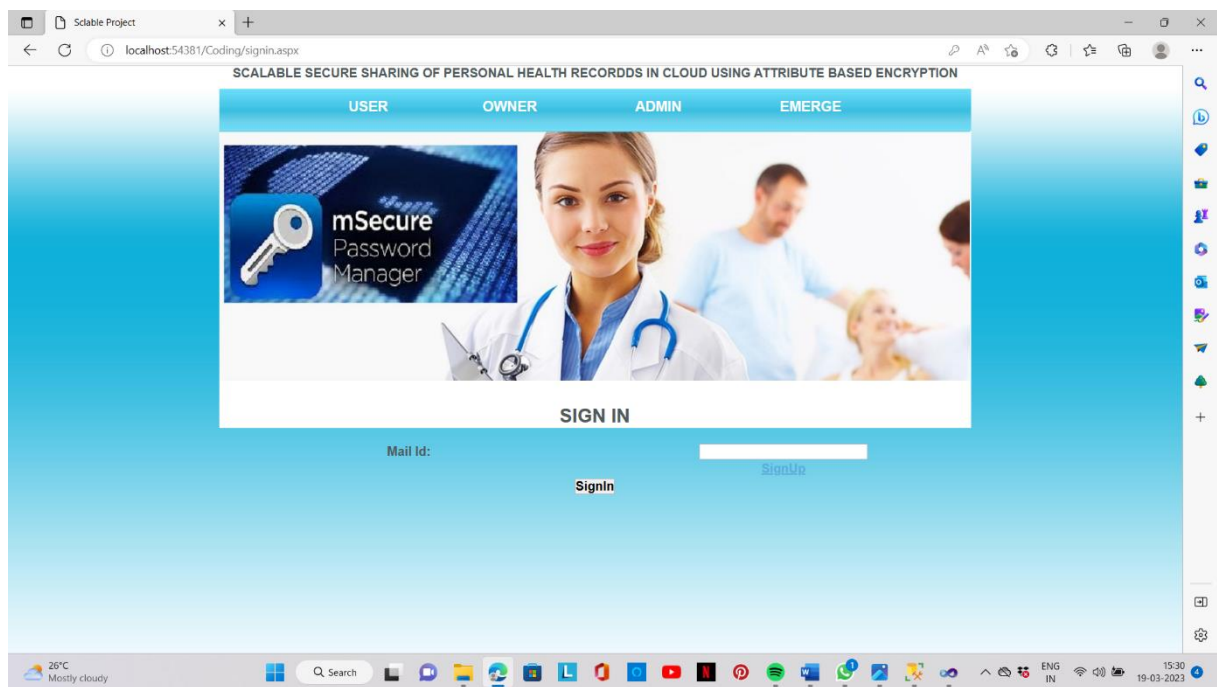 Sclable Project
localhost:54381/Coding/signin.aspx
SCALABLE SECURE SHARING OF PERSONAL HEALTH RECORDDS IN CLOUD USING ATTRIBUTE BASED ENCRYPTION
USER OWNER ADMIN EMERGE
mSecure
Password
Manager
SIGN IN
Mail Id:
SignUp
SignIn
26°C
Mostly cloudy
Search
ENG
IN
15:30
19-03-2023
4